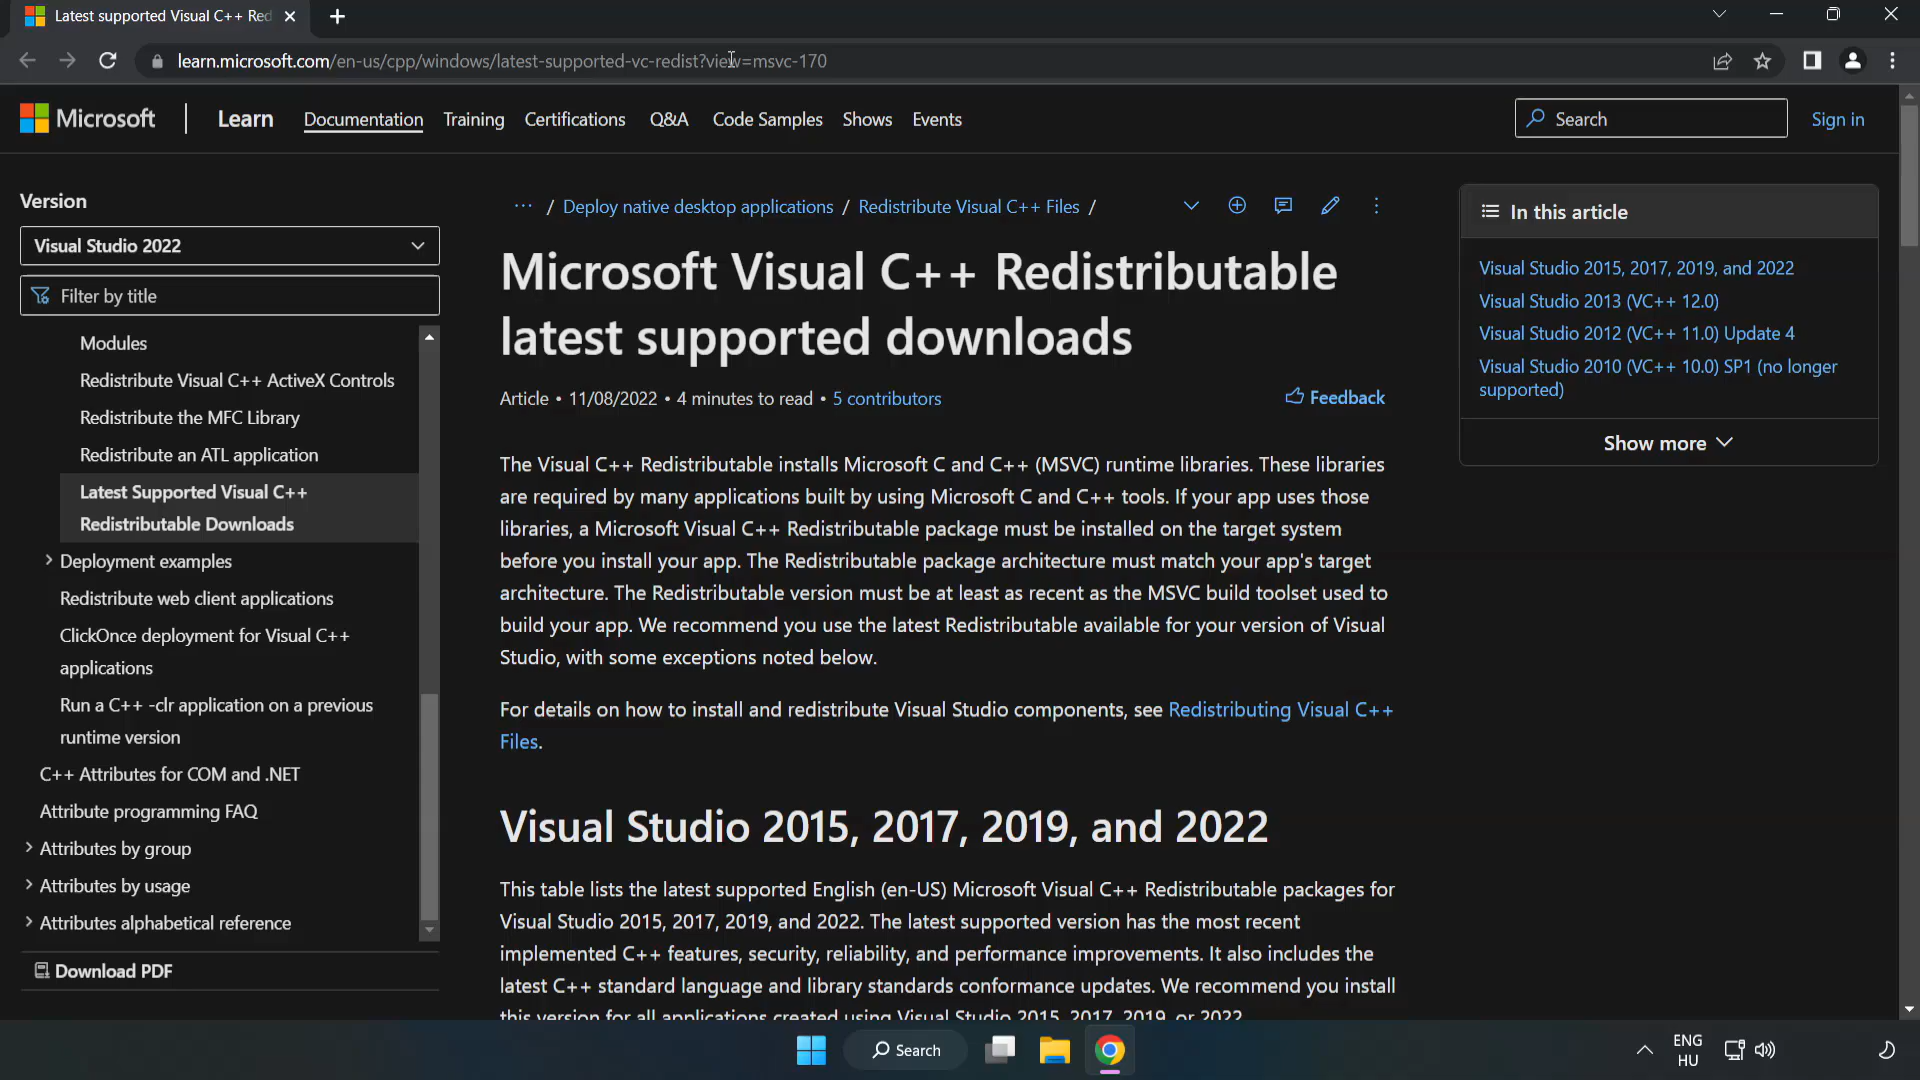 Latest supported Visual C++ Red
learn.microsoft.com/en-us/cpp/windows/latest-supported-vc-redist?view=msvc-170
Microsoft
Learn
Documentation
Training
Certifications
Q&A
Code Samples
Shows
Events
Search
Sign in
Version
Visual Studio 2022
Filter by title
Modules
Redistribute Visual C++ ActiveX Controls
Redistribute the MFC Library
Redistribute an ATL application
Latest Supported Visual C++
Redistributable Downloads
Deployment examples
Redistribute web client applications
ClickOnce deployment for Visual C++
applications
Run a C++ -clr application on a previous
runtime version
C++ Attributes for COM and .NET
Attribute programming FAQ
Attributes by group
Attributes by usage
Attributes alphabetical reference
Download PDF
··· / Deploy native desktop applications / Redistribute Visual C++ Files /
Microsoft Visual C++ Redistributable
latest supported downloads
Article • 11/08/2022 • 4 minutes to read • 5 contributors
Feedback
The Visual C++ Redistributable installs Microsoft C and C++ (MSVC) runtime libraries. These libraries
are required by many applications built by using Microsoft C and C++ tools. If your app uses those
libraries, a Microsoft Visual C++ Redistributable package must be installed on the target system
before you install your app. The Redistributable package architecture must match your app's target
architecture. The Redistributable version must be at least as recent as the MSVC build toolset used to
build your app. We recommend you use the latest Redistributable available for your version of Visual
Studio, with some exceptions noted below.
For details on how to install and redistribute Visual Studio components, see Redistributing Visual C++
Files.
Visual Studio 2015, 2017, 2019, and 2022
This table lists the latest supported English (en-US) Microsoft Visual C++ Redistributable packages for
Visual Studio 2015, 2017, 2019, and 2022. The latest supported version has the most recent
implemented C++ features, security, reliability, and performance improvements. It also includes the
latest C++ standard language and library standards conformance updates. We recommend you install
this version for all applications created using Visual Studio 2015, 2017, 2019, or 2022.
In this article
Visual Studio 2015, 2017, 2019, and 2022
Visual Studio 2013 (VC++ 12.0)
Visual Studio 2012 (VC++ 11.0) Update 4
Visual Studio 2010 (VC++ 10.0) SP1 (no longer
supported)
Show more
Search
ENG
HU